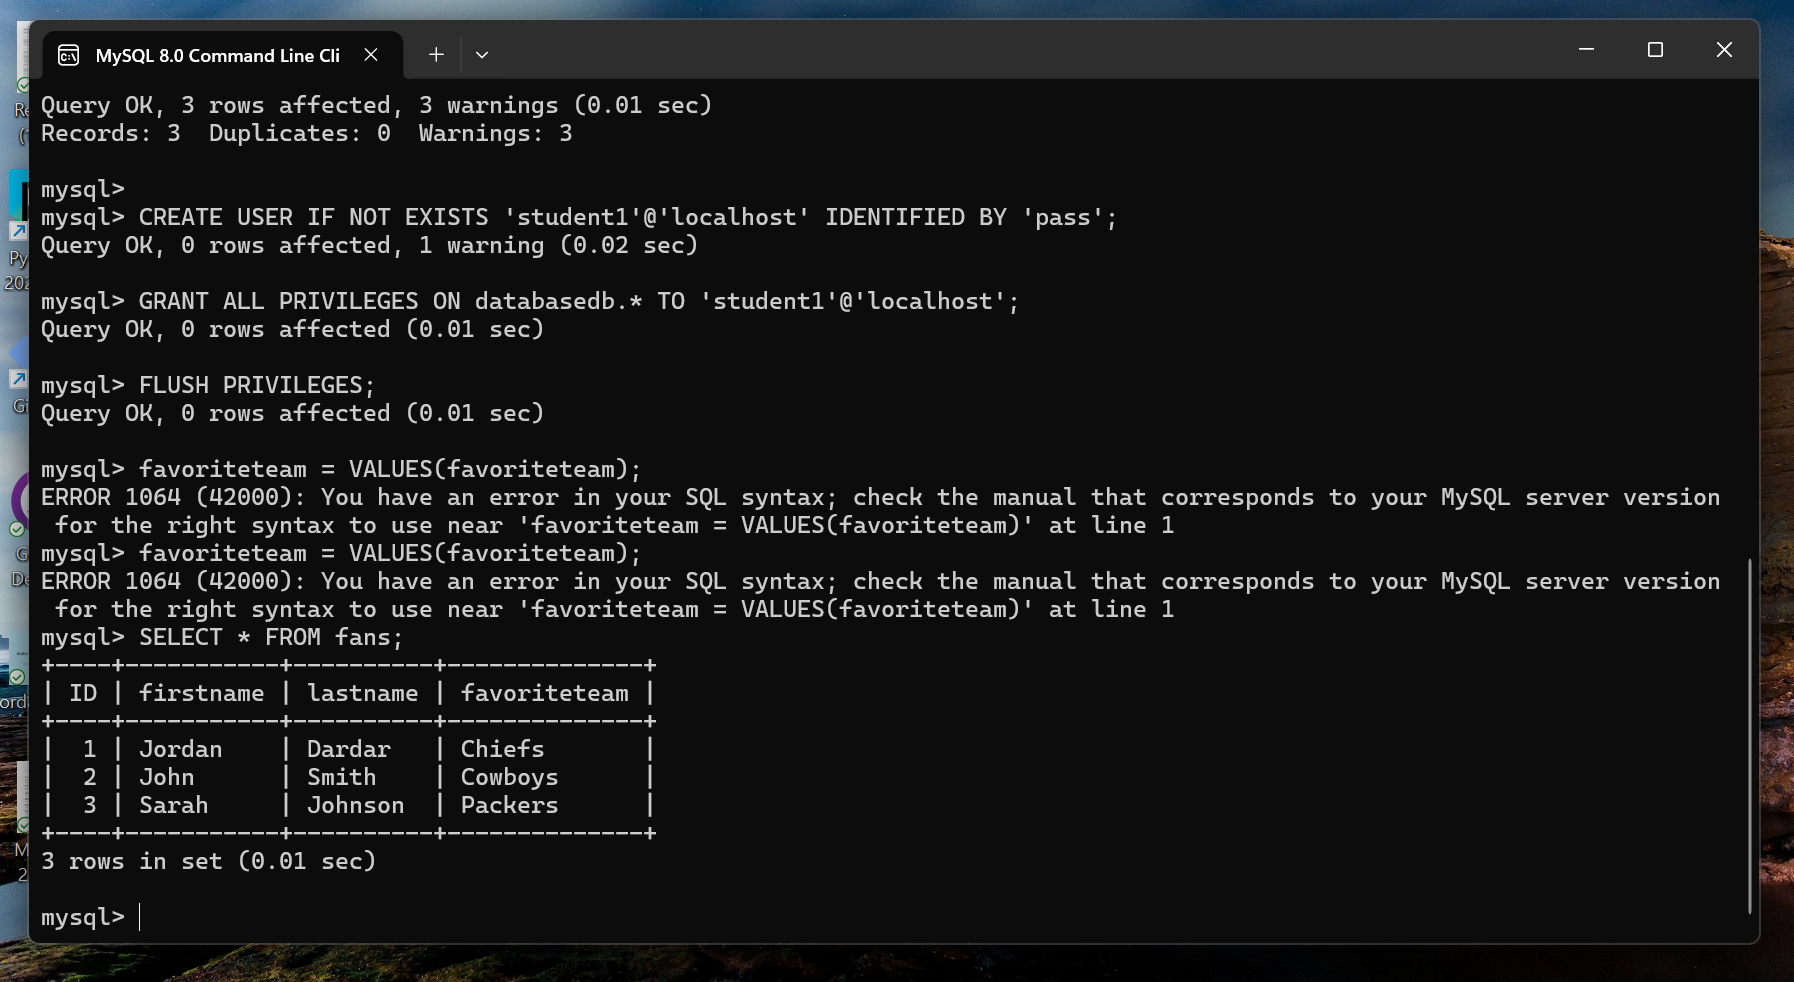 MySQL 8.0 Command Line Cli
Query OK, 3 rows affected, 3 warnings (0.01 sec)
Records: 3  Duplicates: 0  Warnings: 3
mysql>
mysql> CREATE USER IF NOT EXISTS 'student1'@'localhost' IDENTIFIED BY 'pass';
Query OK, 0 rows affected, 1 warning (0.02 sec)
mysql> GRANT ALL PRIVILEGES ON databasedb.* TO 'student1'@'localhost';
Query OK, 0 rows affected (0.01 sec)
mysql> FLUSH PRIVILEGES;
Query OK, 0 rows affected (0.01 sec)
mysql> favoriteteam = VALUES(favoriteteam);
ERROR 1064 (42000): You have an error in your SQL syntax; check the manual that corresponds to your MySQL server version
 for the right syntax to use near 'favoriteteam = VALUES(favoriteteam)' at line 1
mysql> favoriteteam = VALUES(favoriteteam);
ERROR 1064 (42000): You have an error in your SQL syntax; check the manual that corresponds to your MySQL server version
 for the right syntax to use near 'favoriteteam = VALUES(favoriteteam)' at line 1
mysql> SELECT * FROM fans;
+----+-----------+----------+--------------+
| ID | firstname | lastname | favoriteteam |
+----+-----------+----------+--------------+
|  1 | Jordan    | Dardar   | Chiefs       |
|  2 | John      | Smith    | Cowboys      |
|  3 | Sarah     | Johnson  | Packers      |
+----+-----------+----------+--------------+
3 rows in set (0.01 sec)
mysql>